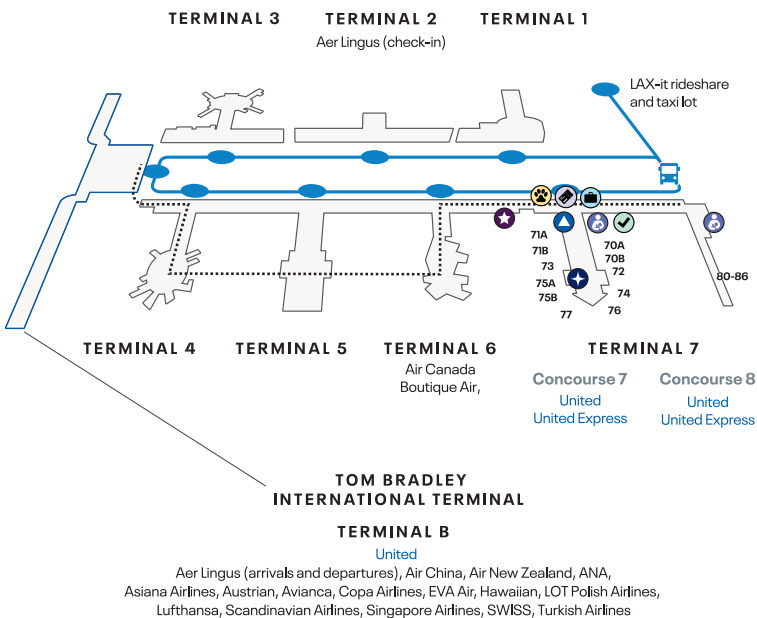 TERMINAL 3
TERMINAL 2
TERMINAL 1
Aer Lingus (check-in)
LAX-it rideshare
and taxi lot
71A
71B
73
75A
75B
77
70A
70B
72
74
76
80-86
TERMINAL 4
TERMINAL 5
TERMINAL 6
Air Canada
Boutique Air,
TERMINAL 7
Concourse 7
United
United Express
Concourse 8
United
United Express
TOM BRADLEY
INTERNATIONAL TERMINAL
TERMINAL B
United
Aer Lingus (arrivals and departures), Air China, Air New Zealand, ANA,
Asiana Airlines, Austrian, Avianca, Copa Airlines, EVA Air, Hawaiian, LOT Polish Airlines,
Lufthansa, Scandinavian Airlines, Singapore Airlines, SWISS, Turkish Airlines